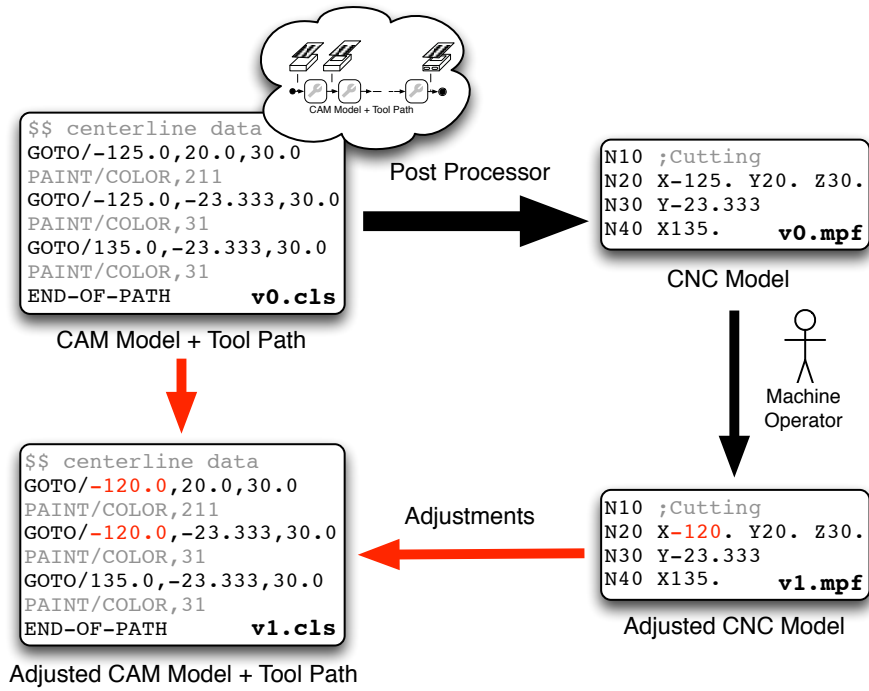 CAM Model + Tool Path
$$ centerline data
GOTO/-125.0,20.0,30.0
PAINT/COLOR,211
GOTO/-125.0,-23.333,30.0
PAINT/COLOR,31
GOTO/135.0,-23.333,30.0
PAINT/COLOR,31
END-OF-PATH v0.cls
CAM Model + Tool Path
Post Processor
N10 ;Cutting
N20 X-125. Y20. Z30.
N30 Y-23.333
N40 X135. v0.mpf
CNC Model
Machine
Operator
$$ centerline data
GOTO/-120.0,20.0,30.0
PAINT/COLOR,211
GOTO/-120.0,-23.333,30.0
PAINT/COLOR,31
GOTO/135.0,-23.333,30.0
PAINT/COLOR,31
END-OF-PATH v1.cls
Adjusted CAM Model + Tool Path
Adjustments
N10 ;Cutting
N20 X-120. Y20. Z30.
N30 Y-23.333
N40 X135. v1.mpf
Adjusted CNC Model